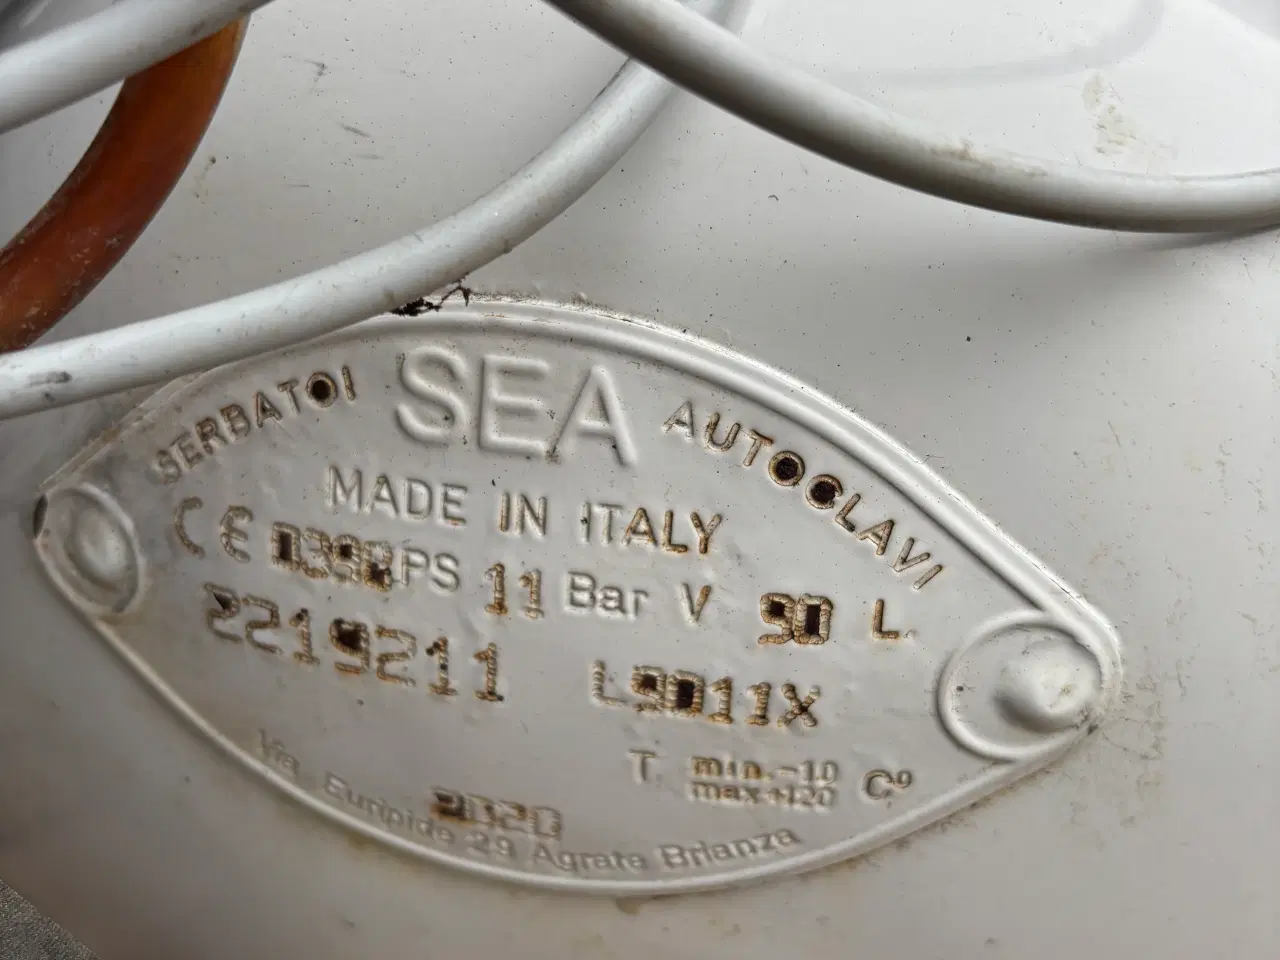 SERBATOI SEA AUTOCLAVI
MADE IN ITALY
CE 0398 PS 11 Bar V 90 L.
2219211 L9011X
T min.-10 max+120 C°
2020
Via Euripide 29 Agrate Brianza